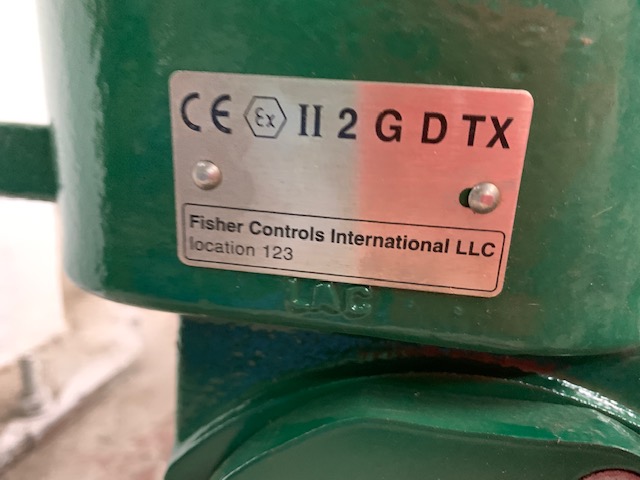 CE Ex II 2 G D TX
Fisher Controls International LLC
location 123